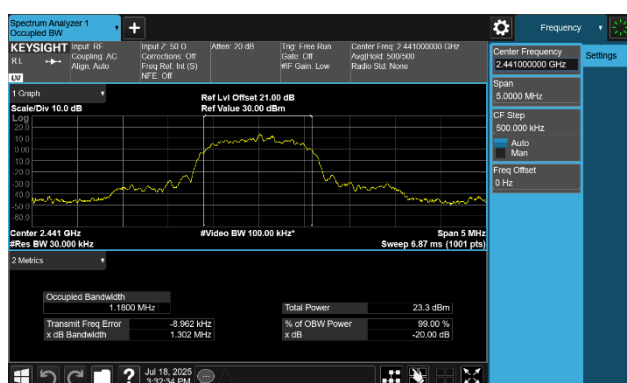 Spectrum Analyzer 1
Occupied BW
Frequency
KEYSIGHT
RL
LXI
Input: RF
Coupling: AC
Align: Auto
Input Z: 50 Ω
Corrections: Off
Freq Ref: Int (S)
NFE: Off
Atten: 20 dB
Trig: Free Run
Gate: Off
#IF Gain: Low
Center Freq: 2.441000000 GHz
Avg|Hold: 500/500
Radio Std: None
Center Frequency
2.441000000 GHz
Settings
Span
5.0000 MHz
CF Step
500.000 kHz
Auto
Man
Freq Offset
0 Hz
1 Graph
Scale/Div 10.0 dB
Ref Lvl Offset 21.00 dB
Ref Value 30.00 dBm
Log
20.0
10.0
0.00
-10.0
-20.0
-30.0
-40.0
-50.0
-60.0
Center 2.441 GHz
#Res BW 30.000 kHz
#Video BW 100.00 kHz*
Span 5 MHz
Sweep 6.87 ms (1001 pts)
2 Metrics
Occupied Bandwidth
1.1800 MHz
Total Power 23.3 dBm
Transmit Freq Error -8.962 kHz
% of OBW Power 99.00 %
x dB Bandwidth 1.302 MHz
x dB -20.00 dB
?
Jul 18, 2025
3:32:34 PM